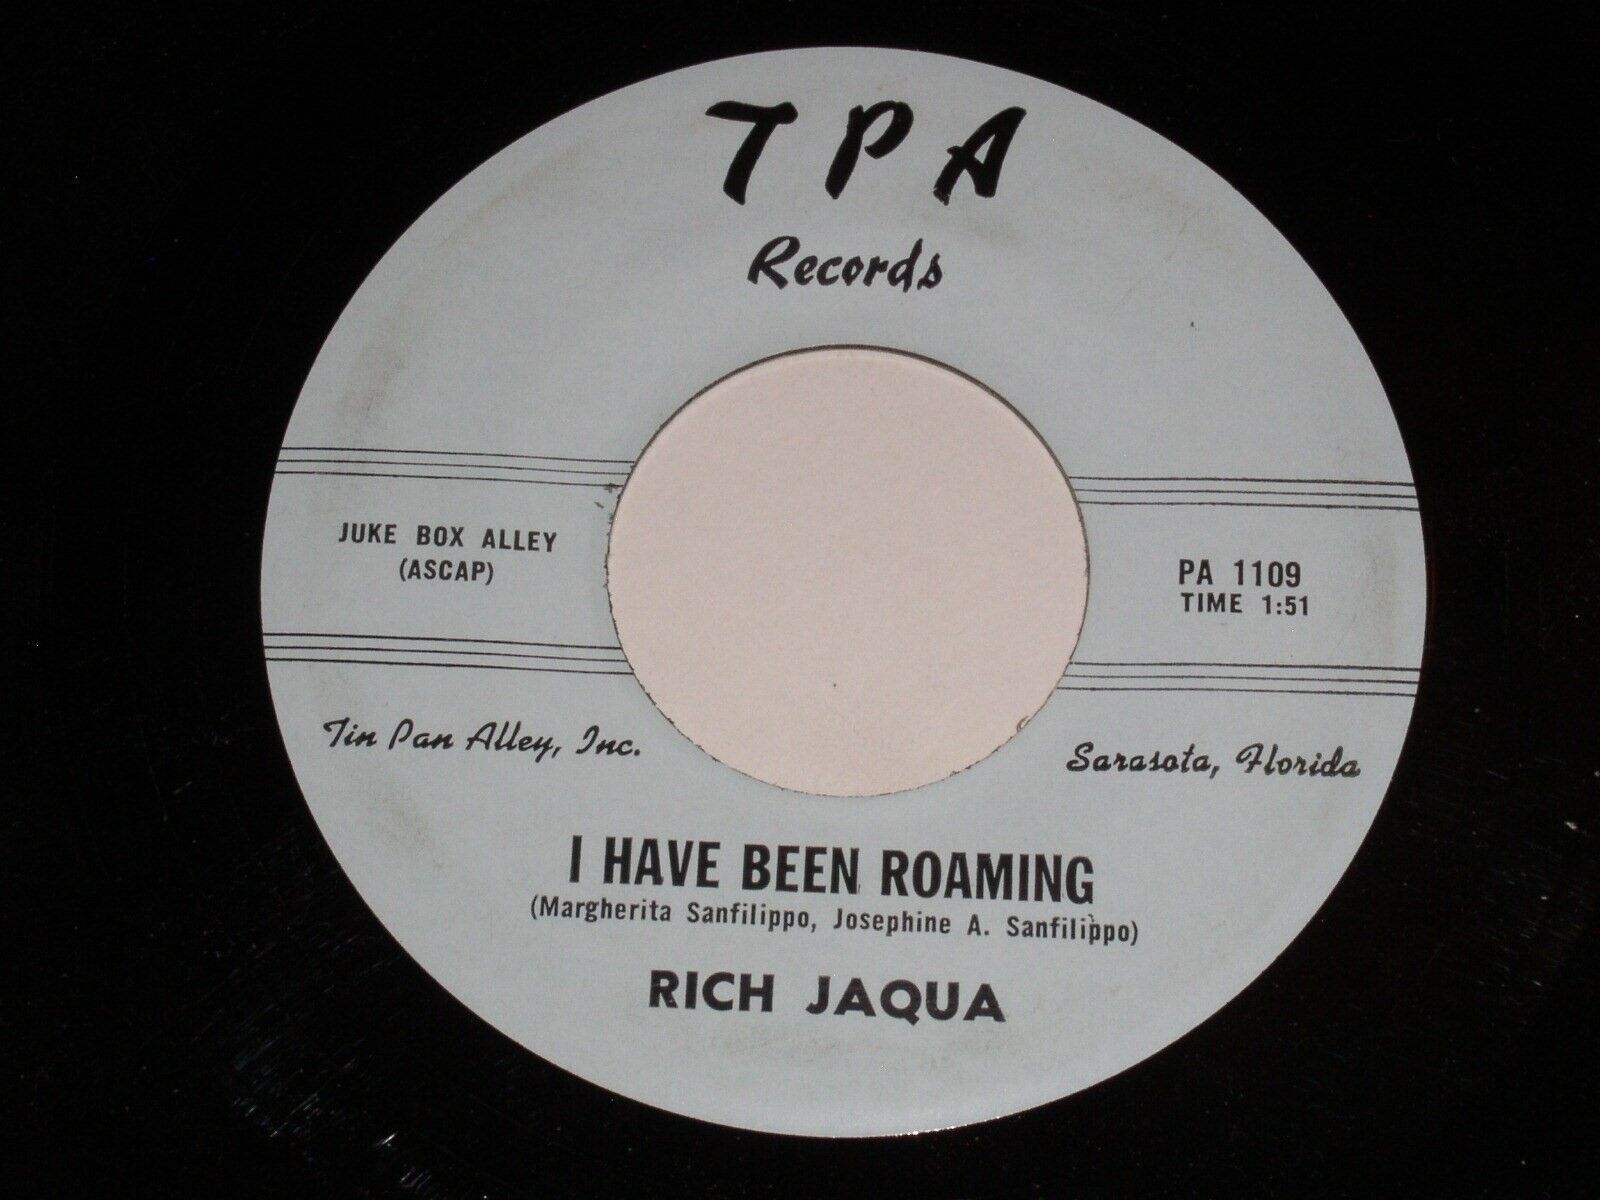 TPA
Records
JUKE BOX ALLEY
(ASCAP)
PA 1109
TIME 1:51
Tin Pan Alley, Inc.
Sarasota, Florida
I HAVE BEEN ROAMING
(Margherita Sanfilippo, Josephine A. Sanfilippo)
RICH JAQUA